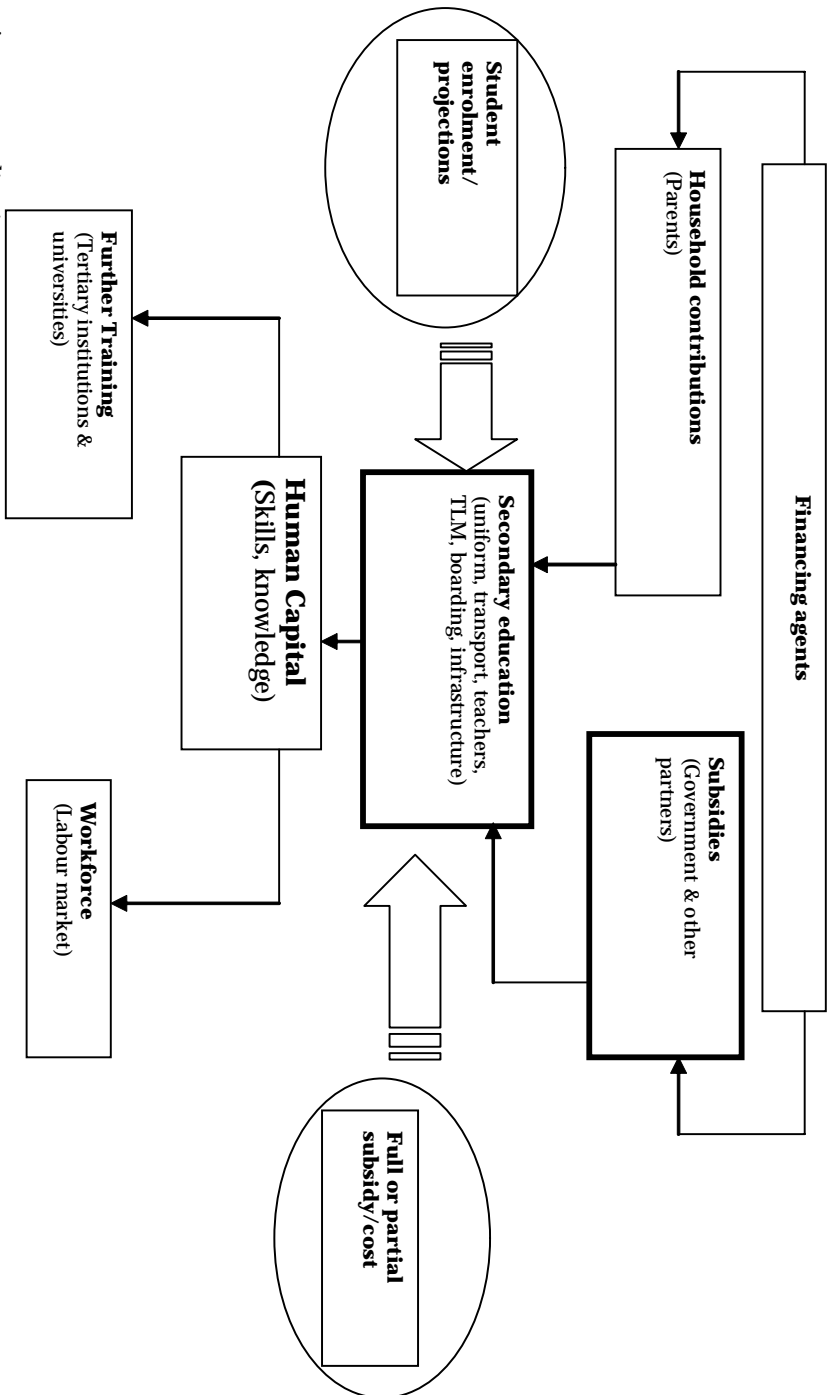 Financing agents
Household contributions
(Parents)
Subsidies
(Government & other
partners)
Student
enrolment/
projections
Secondary education
(uniform, transport, teachers,
TLM, boarding, infrastructure)
Full or partial
subsidy/cost
Human Capital
(Skills, knowledge)
Further Training
(Tertiary institutions &
universities)
Workforce
(Labour market)